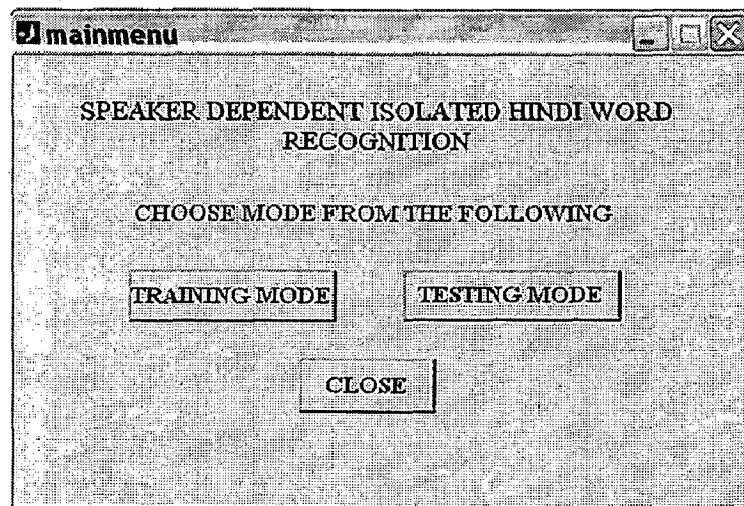 mainmenu
SPEAKER DEPENDENT ISOLATED HINDI WORD
RECOGNITION
CHOOSE MODE FROM THE FOLLOWING
TRAINING MODE TESTING MODE
CLOSE